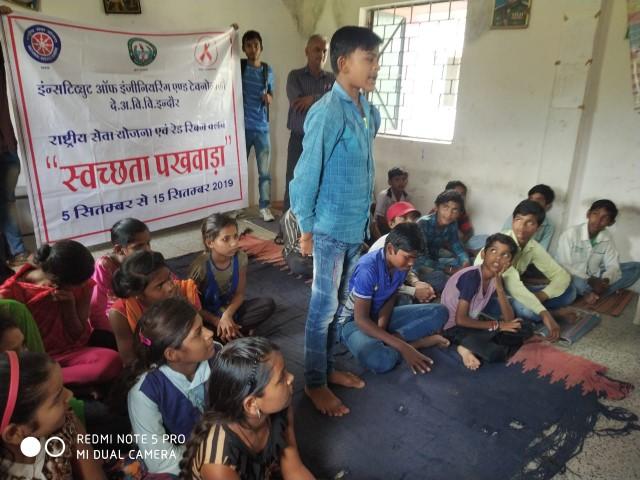 इंन्सटिट्युट ऑफ इंजीनियरिंग एण्ड टेक्नोलॉजी
दे.अ.वि.वि.इन्दौर
राष्ट्रीय सेवा योजना एवं रेड रिबन क्लब
"स्वच्छता पखवाड़ा"
5 सितम्बर से 15 सितम्बर 2019
REDMI NOTE 5 PRO
MI DUAL CAMERA